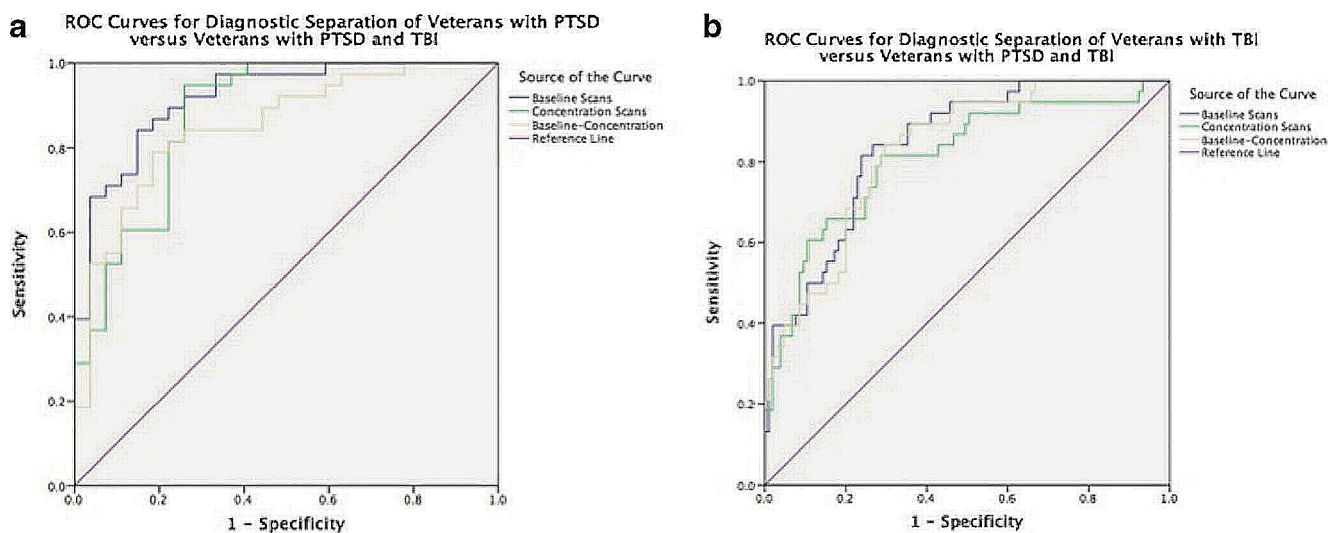 a
ROC Curves for Diagnostic Separation of Veterans with PTSD
versus Veterans with PTSD and TBI
Sensitivity
1.0
0.8
0.6
0.4
0.2
0.0
0.0 0.2 0.4 0.6 0.8 1.0
1 - Specificity
Source of the Curve
Baseline Scans
Concentration Scans
Baseline-Concentration
Reference Line
b
ROC Curves for Diagnostic Separation of Veterans with TBI
versus Veterans with PTSD and TBI
Sensitivity
1.0
0.8
0.6
0.4
0.2
0.0
0.0 0.2 0.4 0.6 0.8 1.0
1 - Specificity
Source of the Curve
Baseline Scans
Concentration Scans
Baseline-Concentration
Reference Line